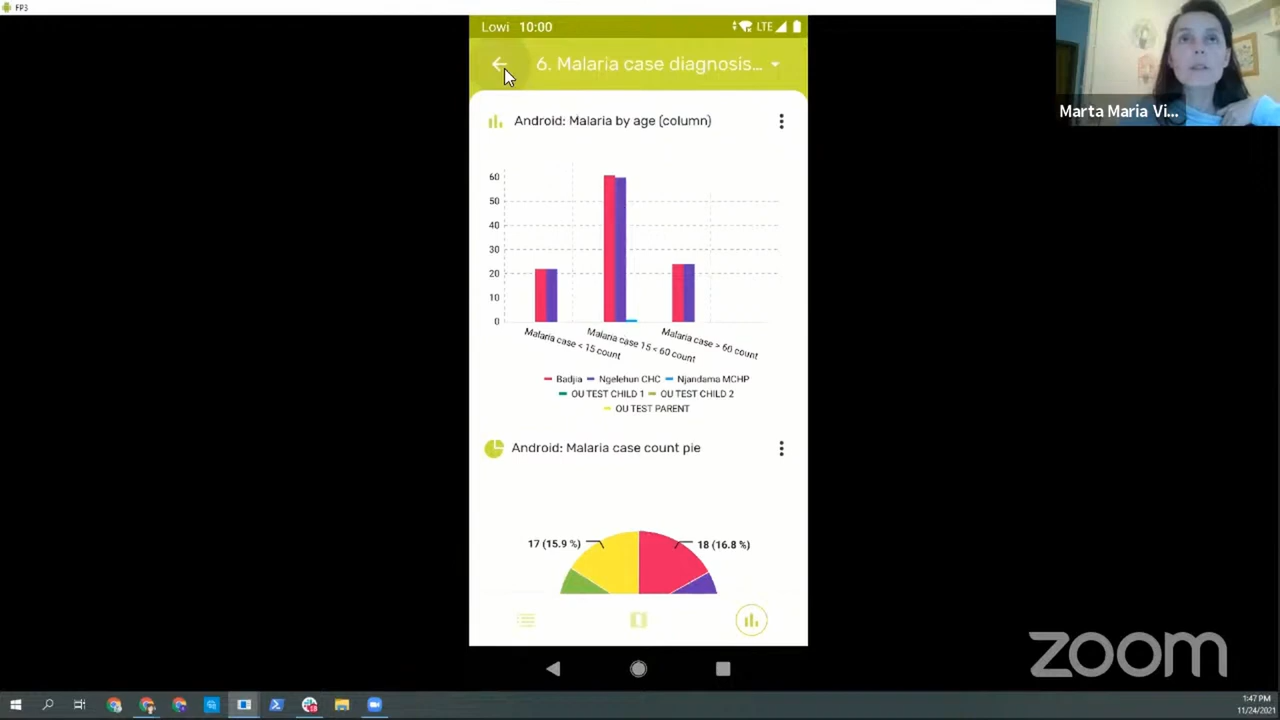 FP3
Lowi 10:00
LTE
6. Malaria case diagnosis...
Marta Maria Vi...
Android: Malaria by age (column)
60
50
40
30
20
10
0
Malaria case < 15 count
Malaria case 15 < 60 count
Malaria case > 60 count
Badjia Ngelehun CHC Njandama MCHP
OU TEST CHILD 1 OU TEST CHILD 2
OU TEST PARENT
Android: Malaria case count pie
17 (15.9 %)
18 (16.8 %)
zoom
1:47 PM
11/24/2021